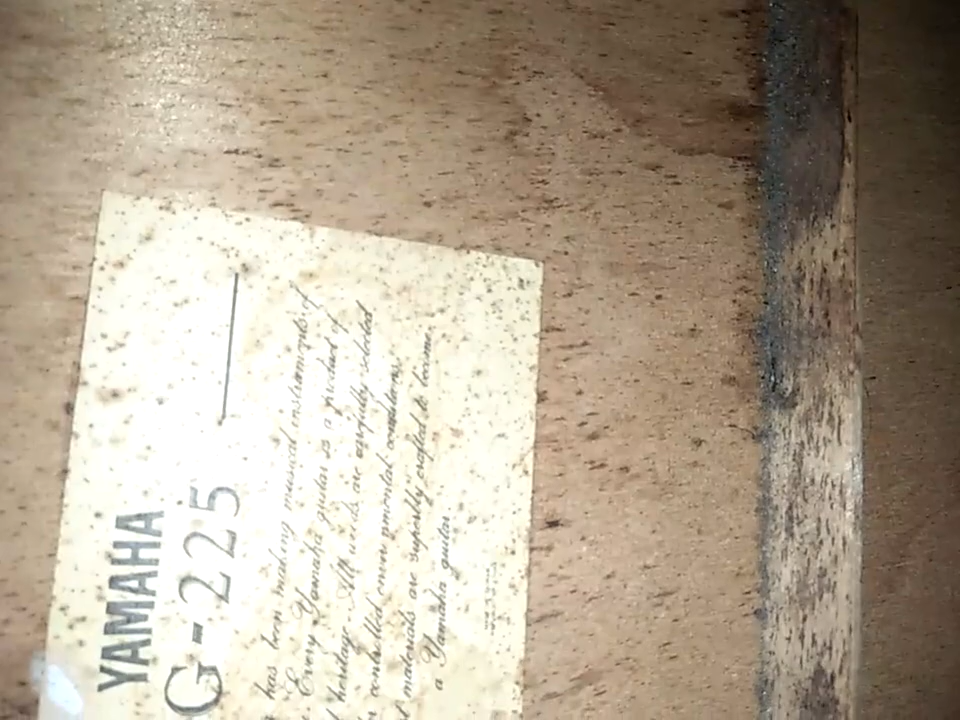 YAMAHA
G-225
has been making musical instruments of
Every Yamaha guitar is a product of
heritage. All woods are carefully selected
controlled environmental conditions.
materials are superbly crafted to become
a Yamaha guitar.